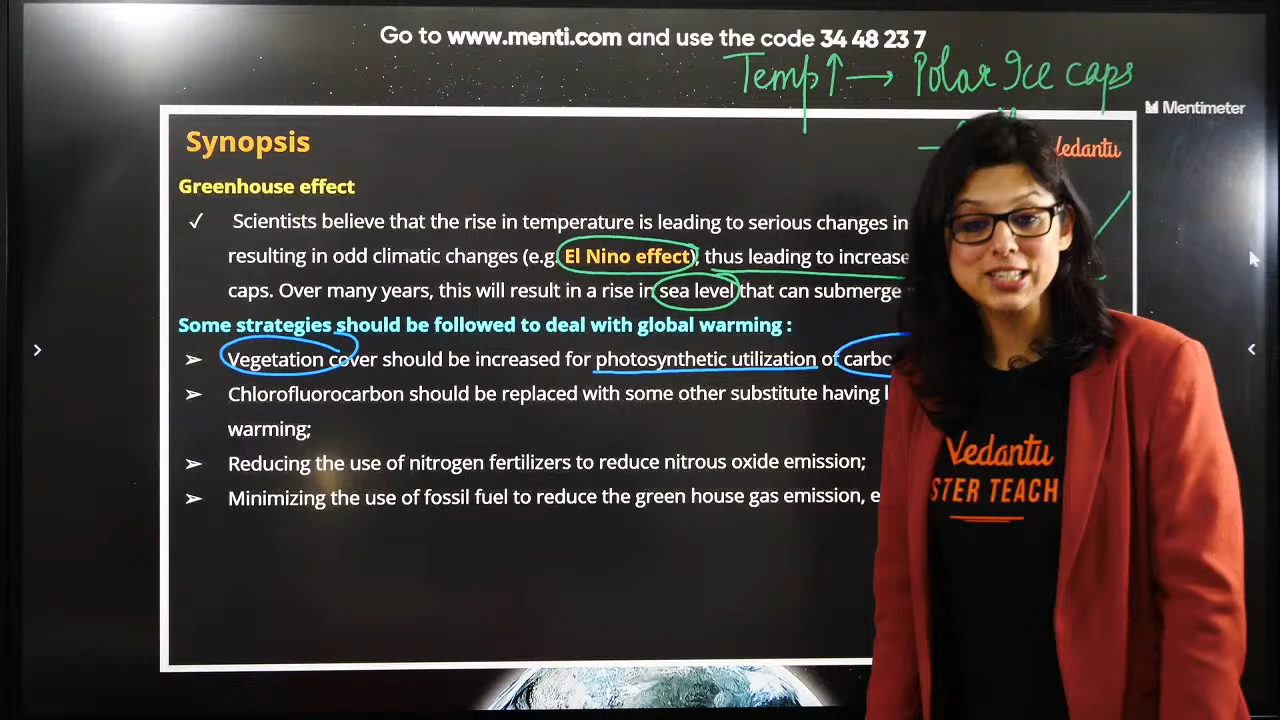 Go to www.menti.com and use the code 34 48 23 7
Temp↑ → Polar Ice caps
Mentimeter
Synopsis
Vedantu
Greenhouse effect
✓ Scientists believe that the rise in temperature is leading to serious changes in
resulting in odd climatic changes (e.g. El Nino effect), thus leading to increase
caps. Over many years, this will result in a rise in sea level that can submerge
Some strategies should be followed to deal with global warming :
➢ Vegetation cover should be increased for photosynthetic utilization of
➢ Chlorofluorocarbon should be replaced with some other substitute having
warming;
➢ Reducing the use of nitrogen fertilizers to reduce nitrous oxide emission;
➢ Minimizing the use of fossil fuel to reduce the green house gas emission,
Vedantu
TEACH